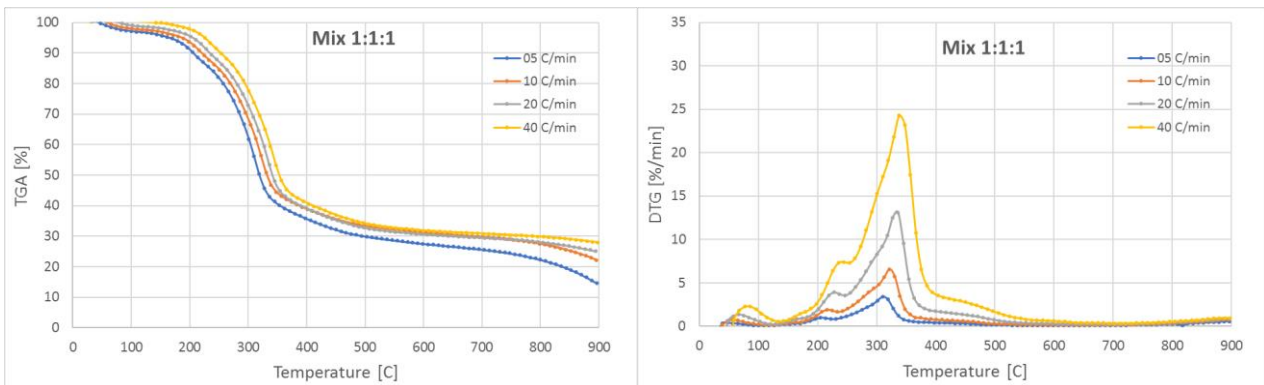 Mix 1:1:1
05 C/min
10 C/min
20 C/min
40 C/min
TGA [%]
100
90
80
70
60
50
40
30
20
10
0
0 100 200 300 400 500 600 700 800 900
Temperature [C]
Mix 1:1:1
05 C/min
10 C/min
20 C/min
40 C/min
DTG [%/min]
35
30
25
20
15
10
5
0
0 100 200 300 400 500 600 700 800 900
Temperature [C]